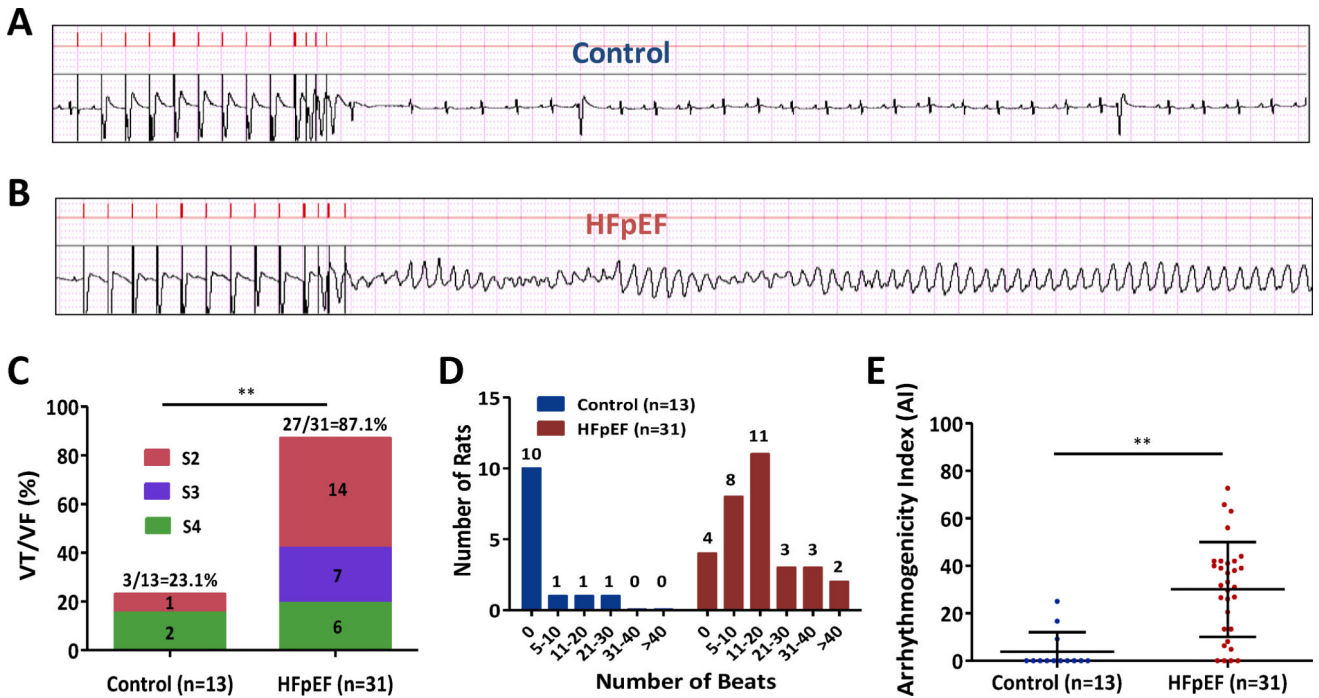 A
Control
B
HFpEF
C
**
VT/VF (%)
100
80
60
40
20
0
S2
S3
S4
3/13=23.1%
1
2
27/31=87.1%
14
7
6
Control (n=13)
HFpEF (n=31)
D
Number of Rats
15
10
5
0
Control (n=13)
HFpEF (n=31)
10
1
1
1
0
0
4
8
11
3
3
2
0
5-10
11-20
21-30
31-40
>40
0
5-10
11-20
21-30
31-40
>40
Number of Beats
E
Arrhythmogenicity Index (AI)
100
80
60
40
20
0
**
Control (n=13)
HFpEF (n=31)